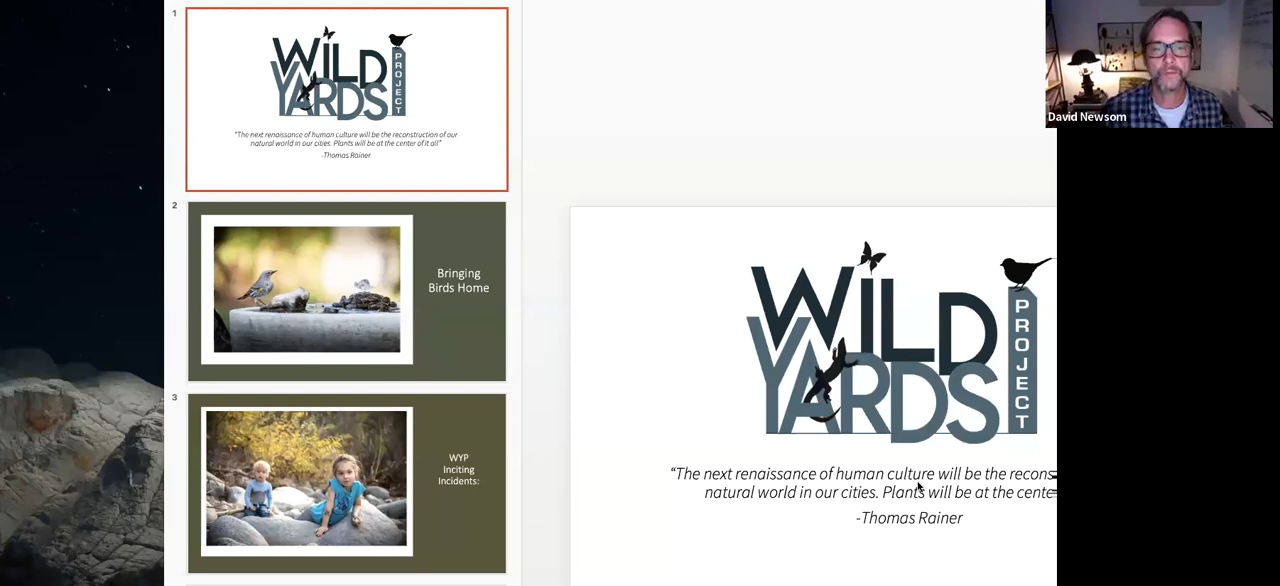 1
WILD
YARDS
PROJECT
"The next renaissance of human culture will be the reconstruction of our
natural world in our cities. Plants will be at the center of it all"
-Thomas Rainer
2
Bringing
Birds Home
3
WYP
Inciting
Incidents:
WILD
YARDS
PROJECT
“The next renaissance of human culture will be the recons
natural world in our cities. Plants will be at the cente
-Thomas Rainer
David Newsom